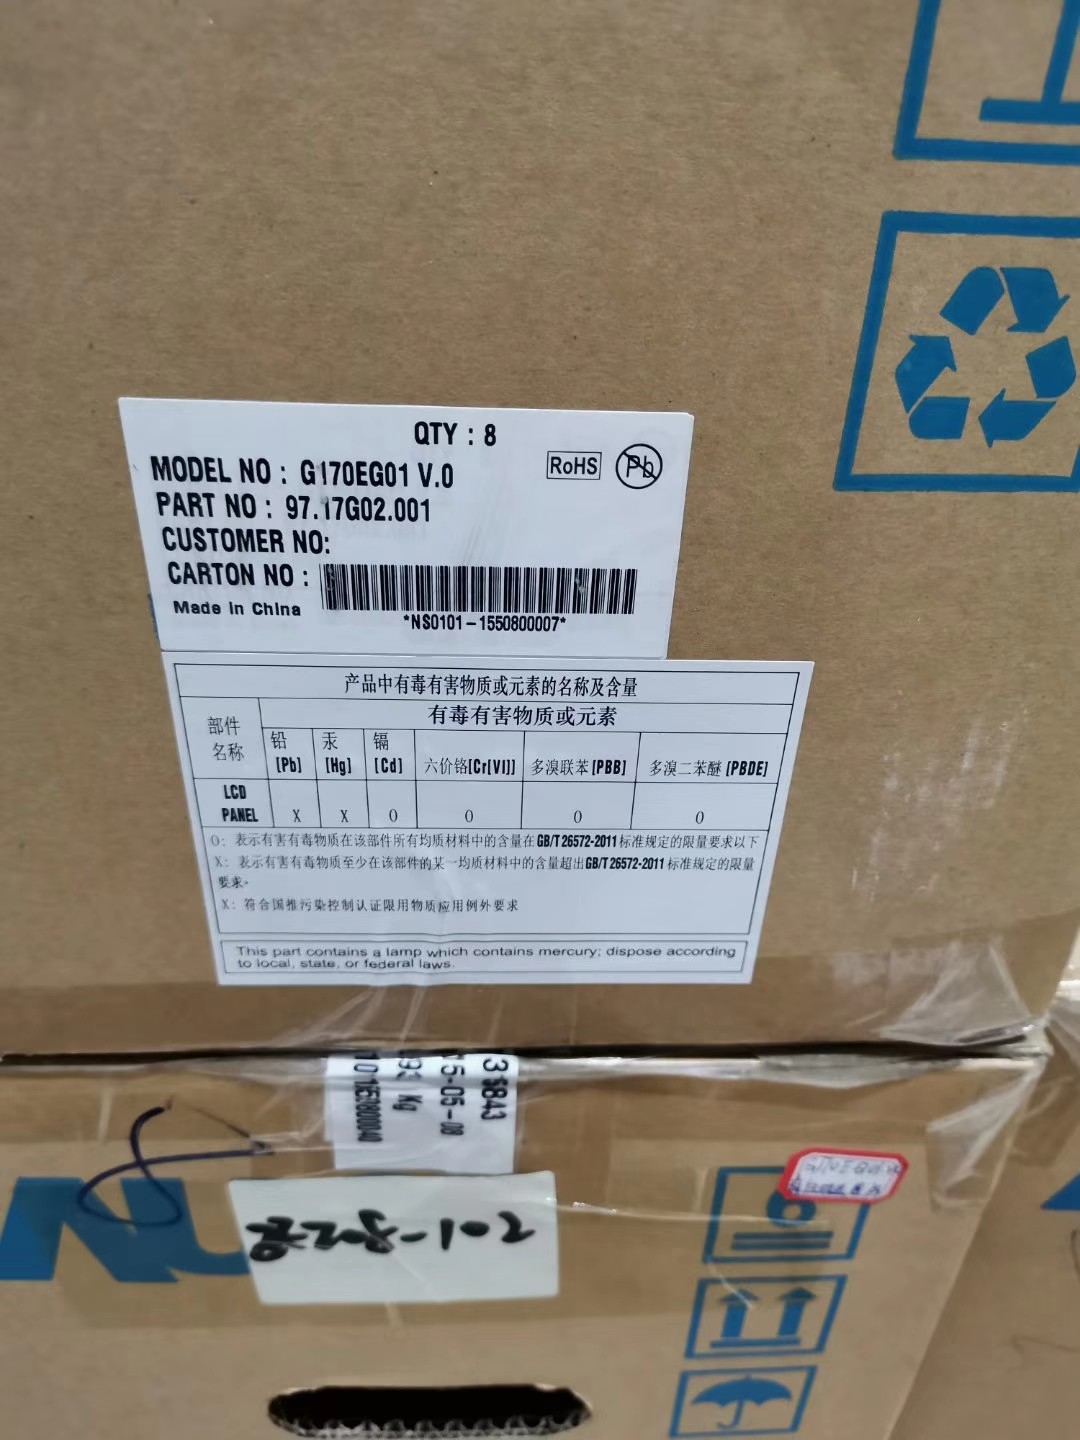 QTY : 8
MODEL NO : G170EG01 V.0
RoHS
Pb
PART NO : 97.17G02.001
CUSTOMER NO:
CARTON NO :
Made in China
*NS0101-1550800007*
产品中有毒有害物质或元素的名称及含量
部件名称
有毒有害物质或元素
铅[Pb] 汞[Hg] 镉[Cd] 六价铬[Cr(VI)] 多溴联苯[PBB] 多溴二苯醚[PBDE]
LCD PANEL X X O O O O
O: 表示有害有毒物质在该部件所有均质材料中的含量在GB/T 26572-2011标准规定的限量要求以下
X: 表示有害有毒物质至少在该部件的某一均质材料中的含量超出GB/T 26572-2011标准规定的限量
要求。
X: 符合国推污染控制认证限用物质应用例外要求
This part contains a lamp which contains mercury; dispose according
to local, state, or federal laws.
5-05-08
Kg
-102